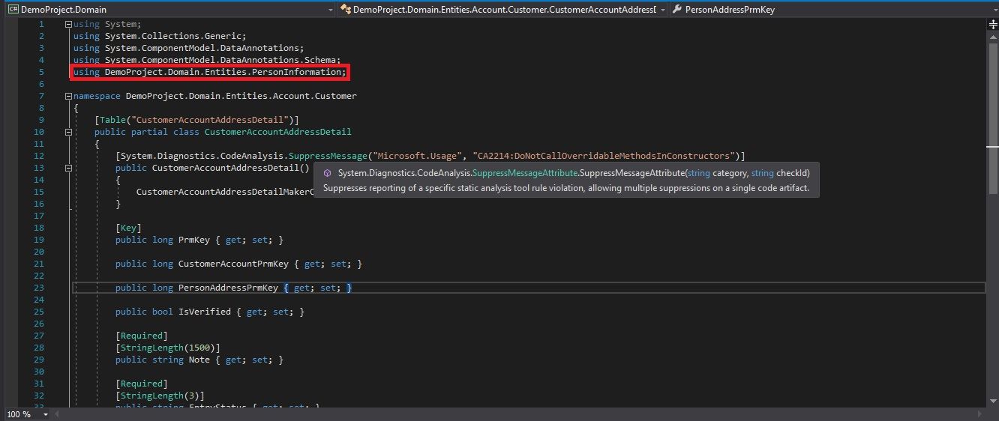 C# DemoProject.Domain
DemoProject.Domain.Entities.Account.Customer.CustomerAccountAddressD
PersonAddressPrmKey
1 using System;
2 using System.Collections.Generic;
3 using System.ComponentModel.DataAnnotations;
4 using System.ComponentModel.DataAnnotations.Schema;
5 using DemoProject.Domain.Entities.PersonInformation;
6
7 namespace DemoProject.Domain.Entities.Account.Customer
8 {
9 [Table("CustomerAccountAddressDetail")]
10 public partial class CustomerAccountAddressDetail
11 {
12 [System.Diagnostics.CodeAnalysis.SuppressMessage("Microsoft.Usage", "CA2214:DoNotCallOverridableMethodsInConstructors")]
13 public CustomerAccountAddressDetail()
System.Diagnostics.CodeAnalysis.SuppressMessageAttribute.SuppressMessageAttribute(string category, string checkId)
14 {
Suppresses reporting of a specific static analysis tool rule violation, allowing multiple suppressions on a single code artifact.
15 CustomerAccountAddressDetailMakerC
16 }
17
18 [Key]
19 public long PrmKey { get; set; }
20
21 public long CustomerAccountPrmKey { get; set; }
22
23 public long PersonAddressPrmKey { get; set; }
24
25 public bool IsVerified { get; set; }
26
27 [Required]
28 [StringLength(1500)]
29 public string Note { get; set; }
30
31 [Required]
32 [StringLength(3)]
33 public string EntryStatus { get; set; }
100 %